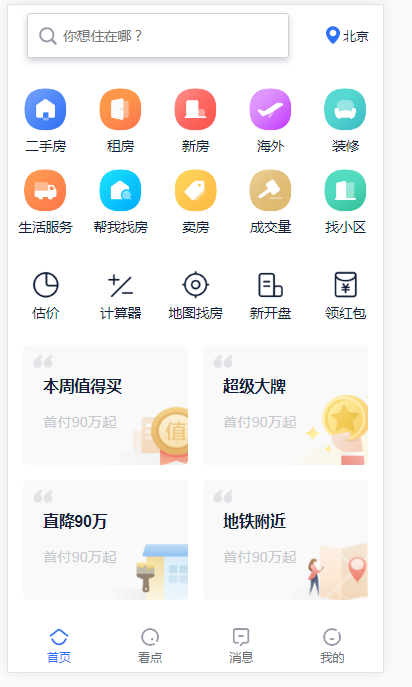 你想住在哪？ 北京
二手房 租房 新房 海外 装修
生活服务 帮我找房 卖房 成交量 找小区
估价 计算器 地图找房 新开盘 领红包
本周值得买 超级大牌
首付90万起 首付90万起
值
直降90万 地铁附近
首付90万起 首付90万起
首页 看点 消息 我的